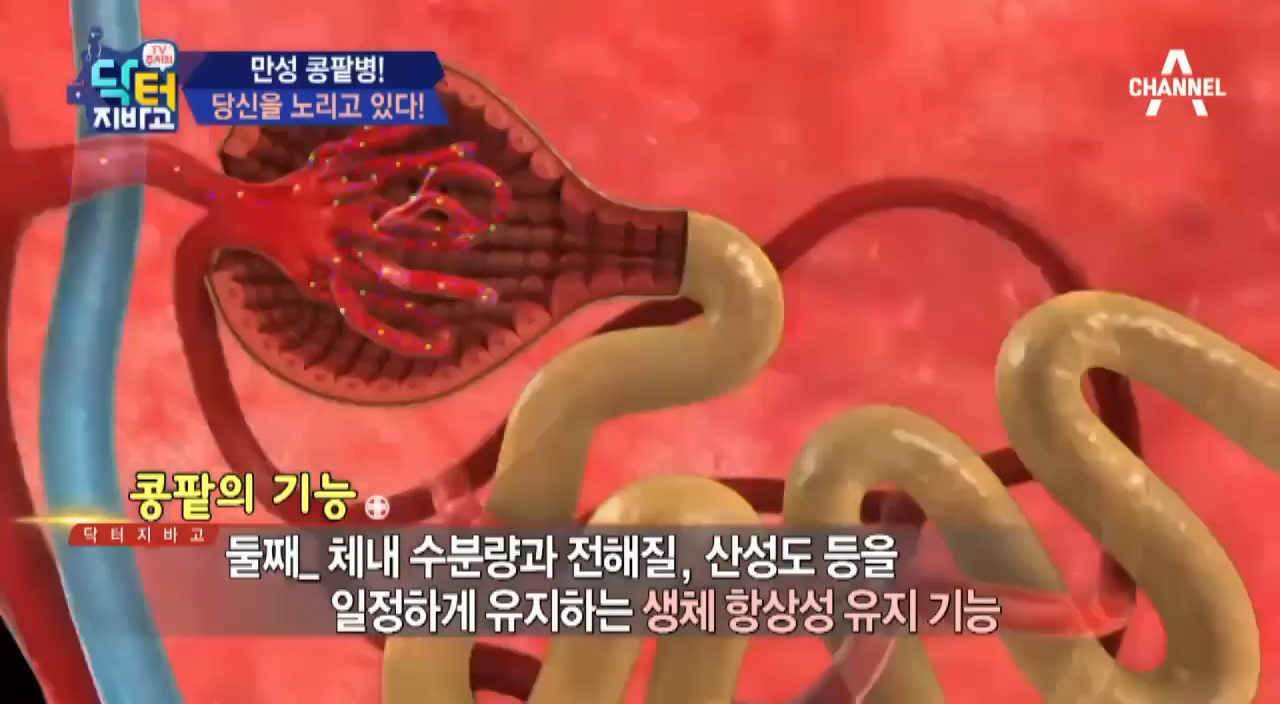 TV
주치의
닥터
지바고
만성 콩팥병!
당신을 노리고 있다!
CHANNEL
A
콩팥의 기능
닥터지바고
둘째_ 체내 수분량과 전해질, 산성도 등을
일정하게 유지하는 생체 항상성 유지 기능